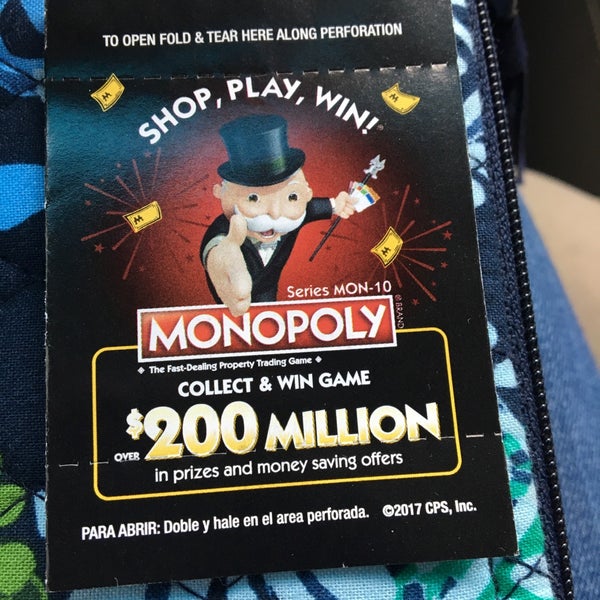 TO OPEN FOLD & TEAR HERE ALONG PERFORATION
SHOP, PLAY, WIN!®
Series MON-10
MONOPOLY
® BRAND
◆ The Fast-Dealing Property Trading Game ◆
COLLECT & WIN GAME
OVER $200 MILLION
in prizes and money saving offers
PARA ABRIR: Doble y hale en el area perforada. ©2017 CPS, Inc.